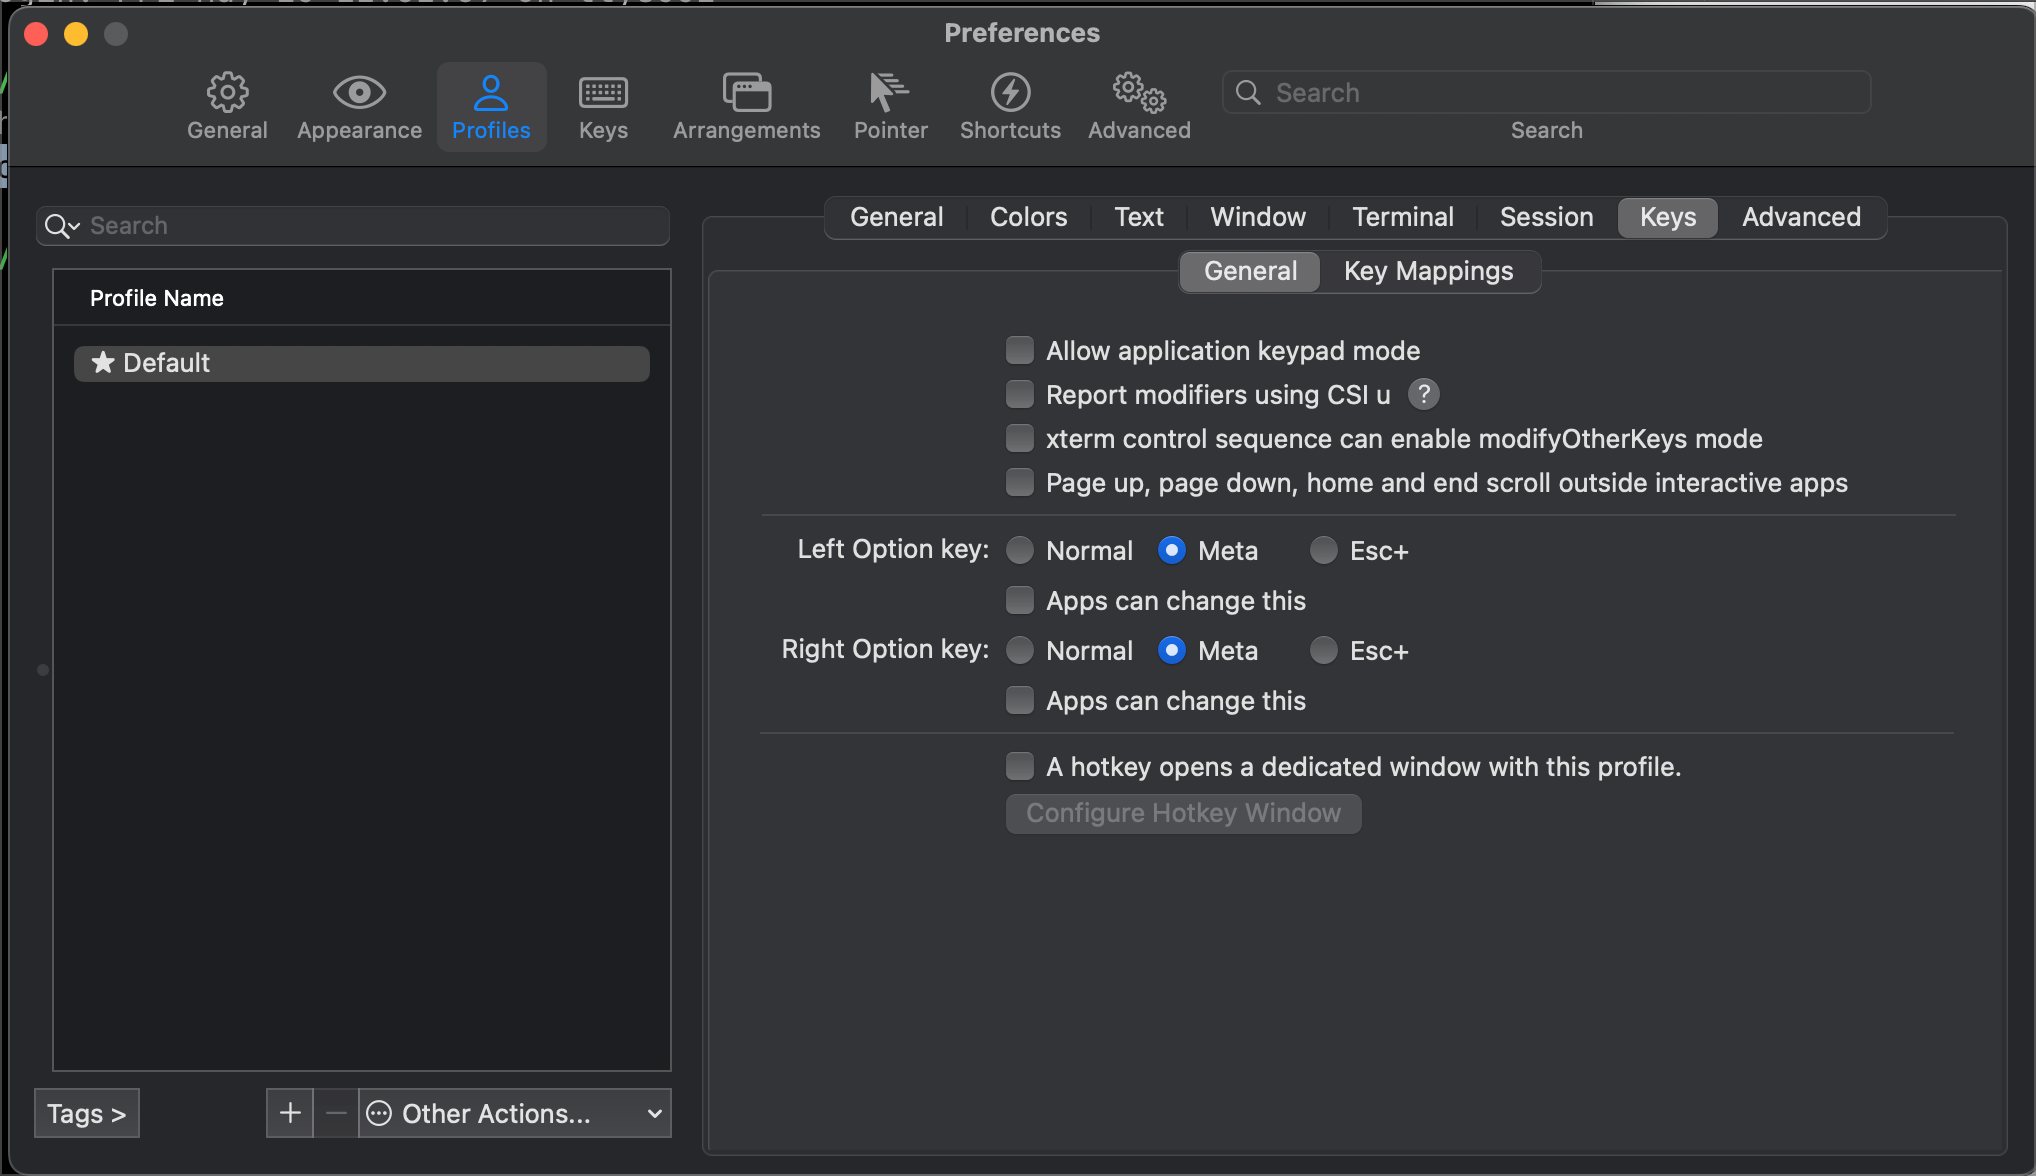 Preferences
General
Appearance
Profiles
Keys
Arrangements
Pointer
Shortcuts
Advanced
Search
Search
Search
Profile Name
★ Default
Tags >
+
−
Other Actions...
General Colors Text Window Terminal Session Keys Advanced
General Key Mappings
Allow application keypad mode
Report modifiers using CSI u ?
xterm control sequence can enable modifyOtherKeys mode
Page up, page down, home and end scroll outside interactive apps
Left Option key: Normal Meta Esc+
Apps can change this
Right Option key: Normal Meta Esc+
Apps can change this
A hotkey opens a dedicated window with this profile.
Configure Hotkey Window